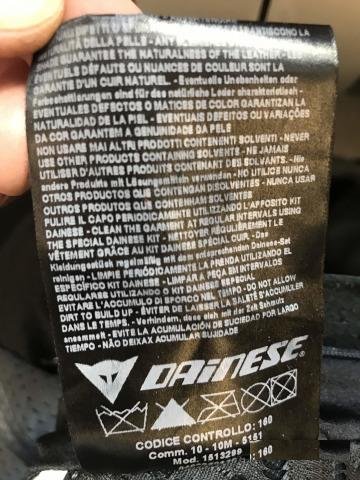 GARANTISCONO LA
NATURALITÀ DELLA PELLE - ANY
SHADE GUARANTEE THE NATURALNESS OF THE LEATHER - LES
EVENTUELS DÉFAUTS OU NUANCES DE COULEUR SONT LA
GARANTIE D'UN CUIR NATUREL. - Eventuelle Unebenheiten oder
Farbschattierungen sind für das natürliche Leder charakteristisch -
EVENTUALES DEFECTOS O MATICES DE COLOR GARANTIZAN LA
NATURALIDAD DE LA PIEL - EVENTUAIS DEFEITOS OU VARIAÇÕES
DA COR GARANTEM A GENUINIDADE DA PELE
NON USARE MAI ALTRI PRODOTTI CONTENENTI SOLVENTI - NEVER
USE OTHER PRODUCTS CONTAINING SOLVENTS - NE JAMAIS
UTILISER D'AUTRES PRODUITS CONTENANT DES SOLVANTS. - Nie
andere Produkte mit Lösungsmitteln verwenden - NO USAR NUNCA
OTROS PRODUCTOS QUE CONTENGAN DISOLVENTES - NUNCA USAR
OUTROS PRODUTOS QUE CONTENHAM SOLVENTES
PULIRE IL CAPO PERIODICAMENTE UTILIZZANDO L'APPOSITO KIT
DAINESE - CLEAN THE GARMENT AT REGULAR INTERVALS USING
THE SPECIAL DAINESE KIT - NETTOYER RÉGULIÈREMENT LE
VÊTEMENT GRÂCE AU KIT DAINESE SPÉCIAL CUIR. - Das
Kleidungsstück regelmäßig mit dem entsprechenden Dainese-Set
reinigen - LIMPIE PERIÓDICAMENTE LA PRENDA UTILIZANDO EL
ESPECÍFICO KIT DAINESE - LIMPAR A PEÇA EM INTERVALOS
REGULARES UTILIZANDO O KIT DAINESE ESPECIAL
EVITARE L'ACCUMULO DI SPORCO NEL TEMPO - DO NOT ALLOW
DIRT TO BUILD UP - ÉVITER DE LAISSER LA SALETÉ S'ACCUMULER
DANS LE TEMPS. - Verhindern, dass sich mit der Zeit Schmutz
ansammelt - EVITE LA ACUMULACIÓN DE SUCIEDAD POR LARGO
TIEMPO - NÃO DEIXAR ACUMULAR SUJIDADE
DAINESE®
CODICE CONTROLLO: 160
Comm. 10 - 10M - 5151
Mod. 1513299 : 160